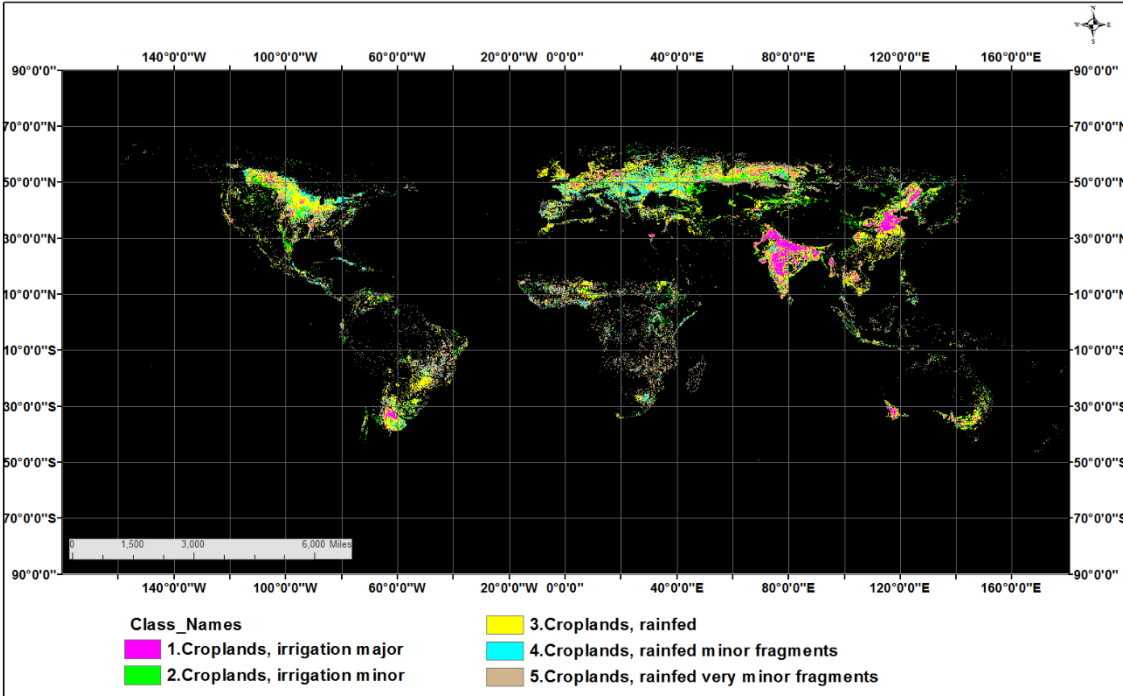 N
W E
S
140°0'0"W 100°0'0"W 60°0'0"W 20°0'0"W 0°0'0" 40°0'0"E 80°0'0"E 120°0'0"E 160°0'0"E
90°0'0" 90°0'0"
70°0'0"N 70°0'0"N
50°0'0"N 50°0'0"N
30°0'0"N 30°0'0"N
10°0'0"N 10°0'0"N
10°0'0"S 10°0'0"S
30°0'0"S 30°0'0"S
50°0'0"S 50°0'0"S
70°0'0"S 70°0'0"S
0 1,500 3,000 6,000 Miles
90°0'0" 90°0'0"
140°0'0"W 100°0'0"W 60°0'0"W 20°0'0"W 0°0'0" 40°0'0"E 80°0'0"E 120°0'0"E 160°0'0"E
Class_Names
1.Croplands, irrigation major
2.Croplands, irrigation minor
3.Croplands, rainfed
4.Croplands, rainfed minor fragments
5.Croplands, rainfed very minor fragments